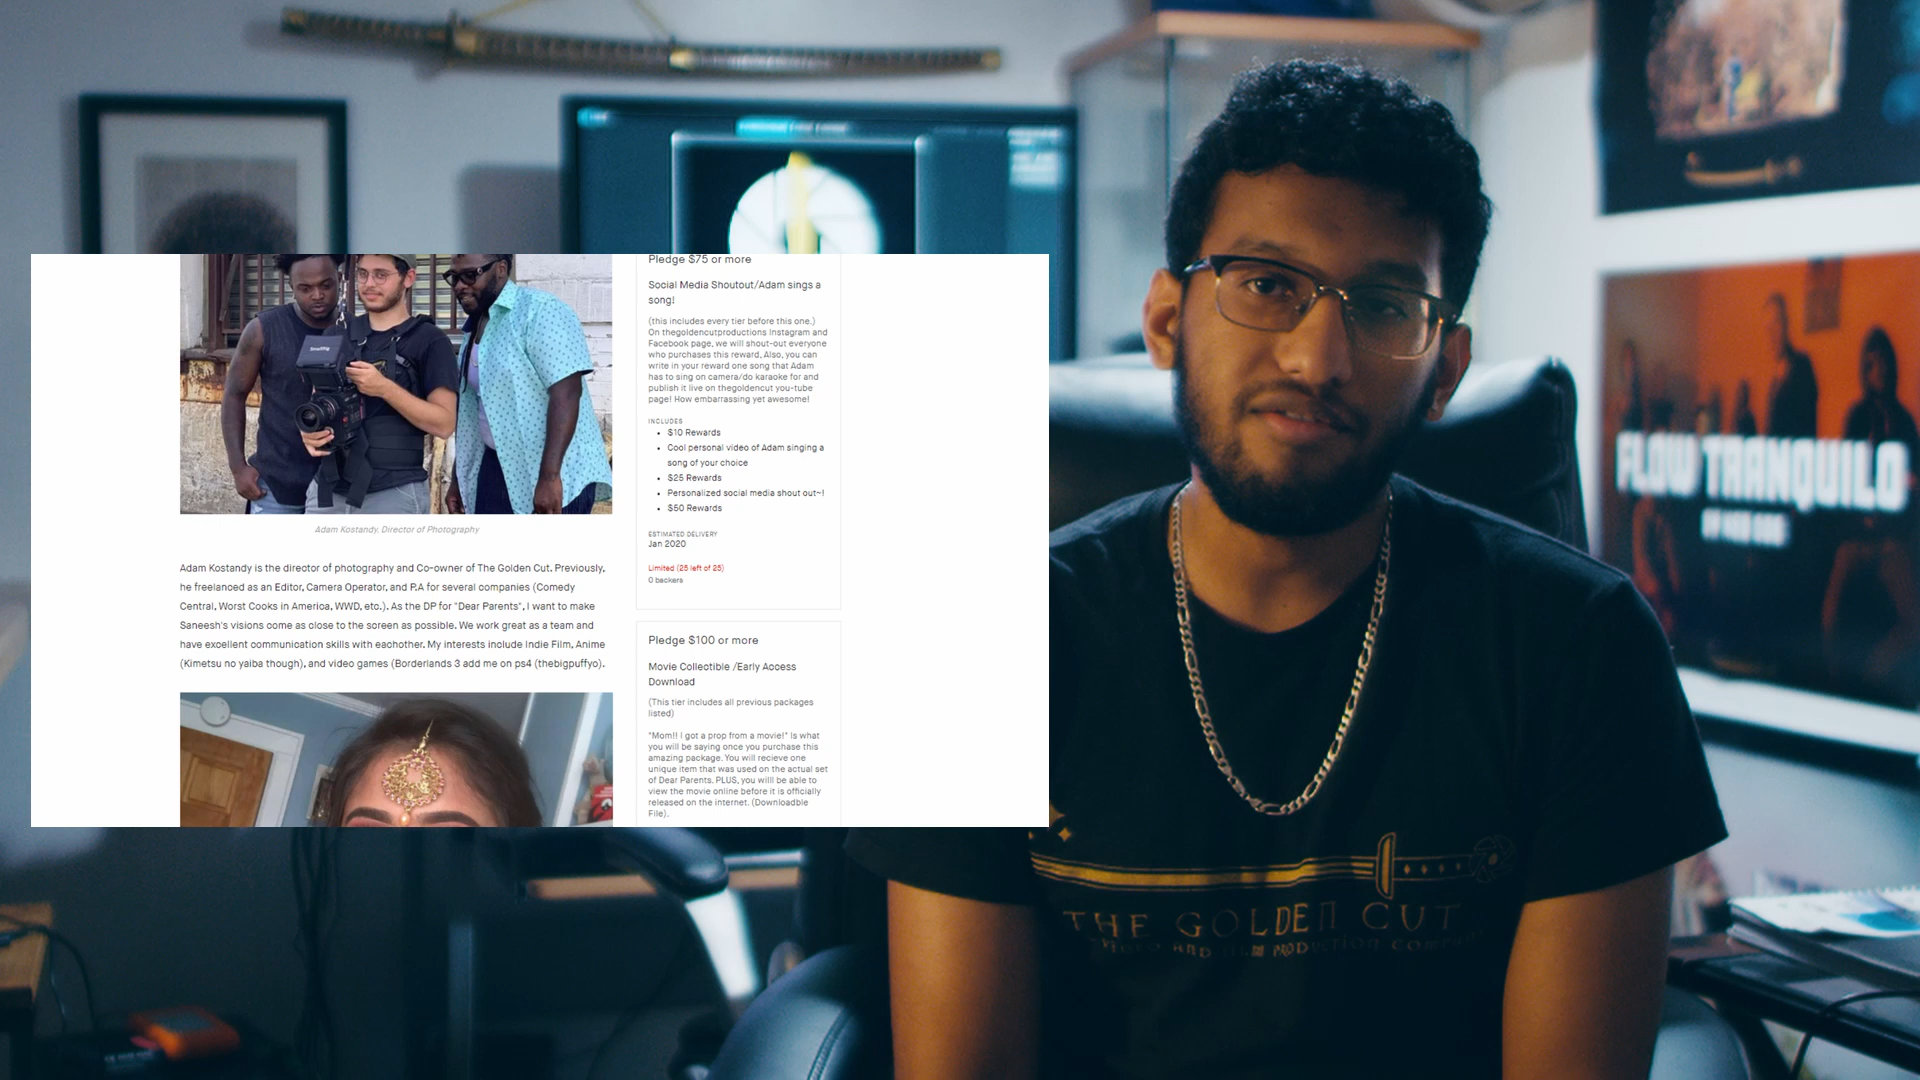 Pledge $75 or more
Social Media Shoutout/Adam sings a
song!
(this includes every tier before this one.)
On thegoldencutproductions Instagram and
Facebook page, we will shout-out everyone
who purchases this reward. Also, you can
write in your reward one song that Adam
has to sing on camera/do karaoke for and
publish it live on thegoldencut you-tube
page! How embarrassing yet awesome!
INCLUDES
• $10 Rewards
• Cool personal video of Adam singing a
song of your choice
• $25 Rewards
• Personalized social media shout out~!
• $50 Rewards
ESTIMATED DELIVERY
Jan 2020
Limited (25 left of 25)
0 backers
Adam Kostandy. Director of Photography
Adam Kostandy is the director of photography and Co-owner of The Golden Cut. Previously,
he freelanced as an Editor, Camera Operator, and P.A for several companies (Comedy
Central, Worst Cooks in America, WWD, etc.). As the DP for "Dear Parents", I want to make
Saneesh's visions come as close to the screen as possible. We work great as a team and
have excellent communication skills with eachother. My interests include Indie Film, Anime
(Kimetsu no yaiba though), and video games (Borderlands 3 add me on ps4 (thebigpuffyo).
Pledge $100 or more
Movie Collectible /Early Access
Download
(This tier includes all previous packages
listed)
"Mom!! I got a prop from a movie!" Is what
you will be saying once you purchase this
amazing package. You will recieve one
unique item that was used on the actual set
of Dear Parents. PLUS, you will be able to
view the movie online before it is officially
released on the internet. (Downloadble
File).
FLOW TRANQUILO
THE GOLDEN CUT
VIDEO AND FILM PRODUCTION COMPANY